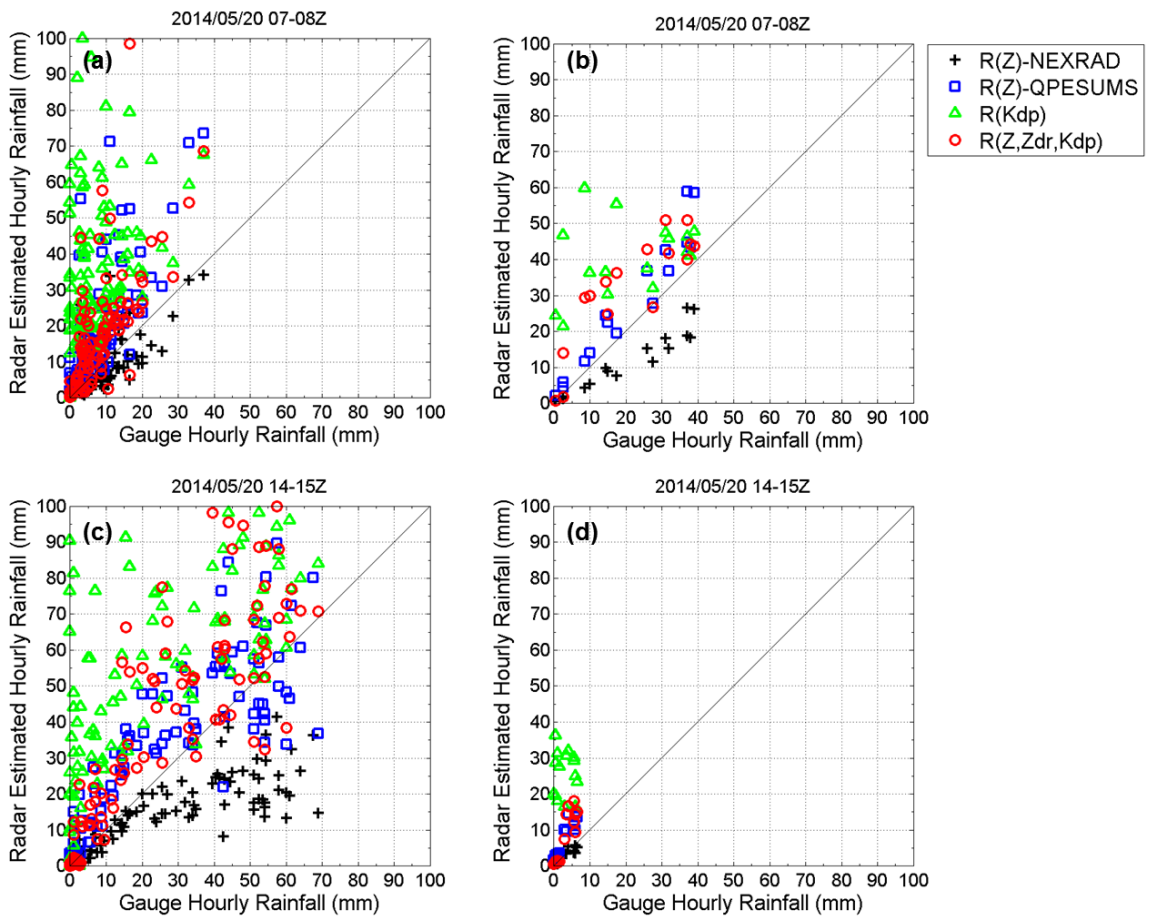 2014/05/20 07-08Z
(a)
Radar Estimated Hourly Rainfall (mm)
100
90
80
70
60
50
40
30
20
10
0
0 10 20 30 40 50 60 70 80 90 100
Gauge Hourly Rainfall (mm)
2014/05/20 07-08Z
(b)
Radar Estimated Hourly Rainfall (mm)
100
90
80
70
60
50
40
30
20
10
0
0 10 20 30 40 50 60 70 80 90 100
Gauge Hourly Rainfall (mm)
R(Z)-NEXRAD
R(Z)-QPESUMS
R(Kdp)
R(Z,Zdr,Kdp)
2014/05/20 14-15Z
(c)
Radar Estimated Hourly Rainfall (mm)
100
90
80
70
60
50
40
30
20
10
0
0 10 20 30 40 50 60 70 80 90 100
Gauge Hourly Rainfall (mm)
2014/05/20 14-15Z
(d)
Radar Estimated Hourly Rainfall (mm)
100
90
80
70
60
50
40
30
20
10
0
0 10 20 30 40 50 60 70 80 90 100
Gauge Hourly Rainfall (mm)